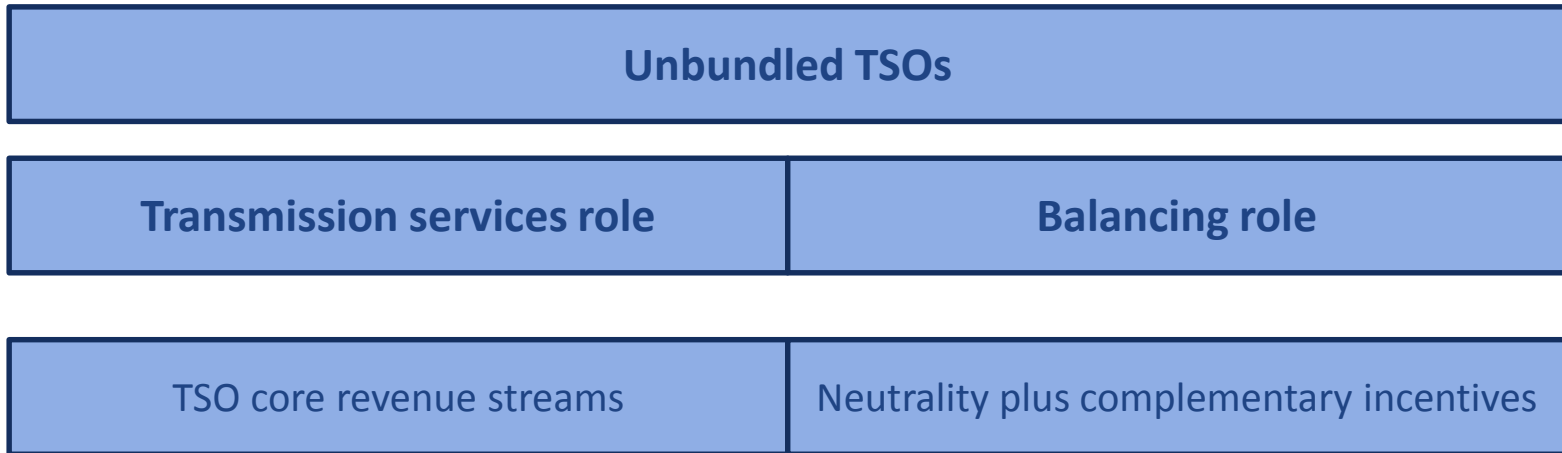 Unbundled TSOs
Transmission services role
Balancing role
TSO core revenue streams
Neutrality plus complementary incentives